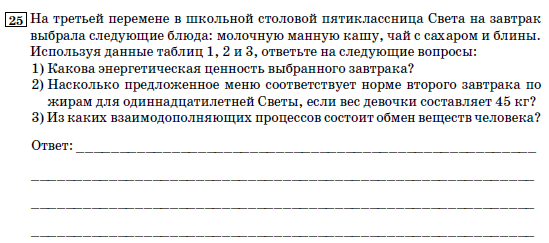 25 На третьей перемене в школьной столовой пятиклассница Света на завтрак
выбрала следующие блюда: молочную манную кашу, чай с сахаром и блины.
Используя данные таблиц 1, 2 и 3, ответьте на следующие вопросы:
1) Какова энергетическая ценность выбранного завтрака?
2) Насколько предложенное меню соответствует норме второго завтрака по
жирам для одиннадцатилетней Светы, если вес девочки составляет 45 кг?
3) Из каких взаимодополняющих процессов состоит обмен веществ человека?
Ответ: